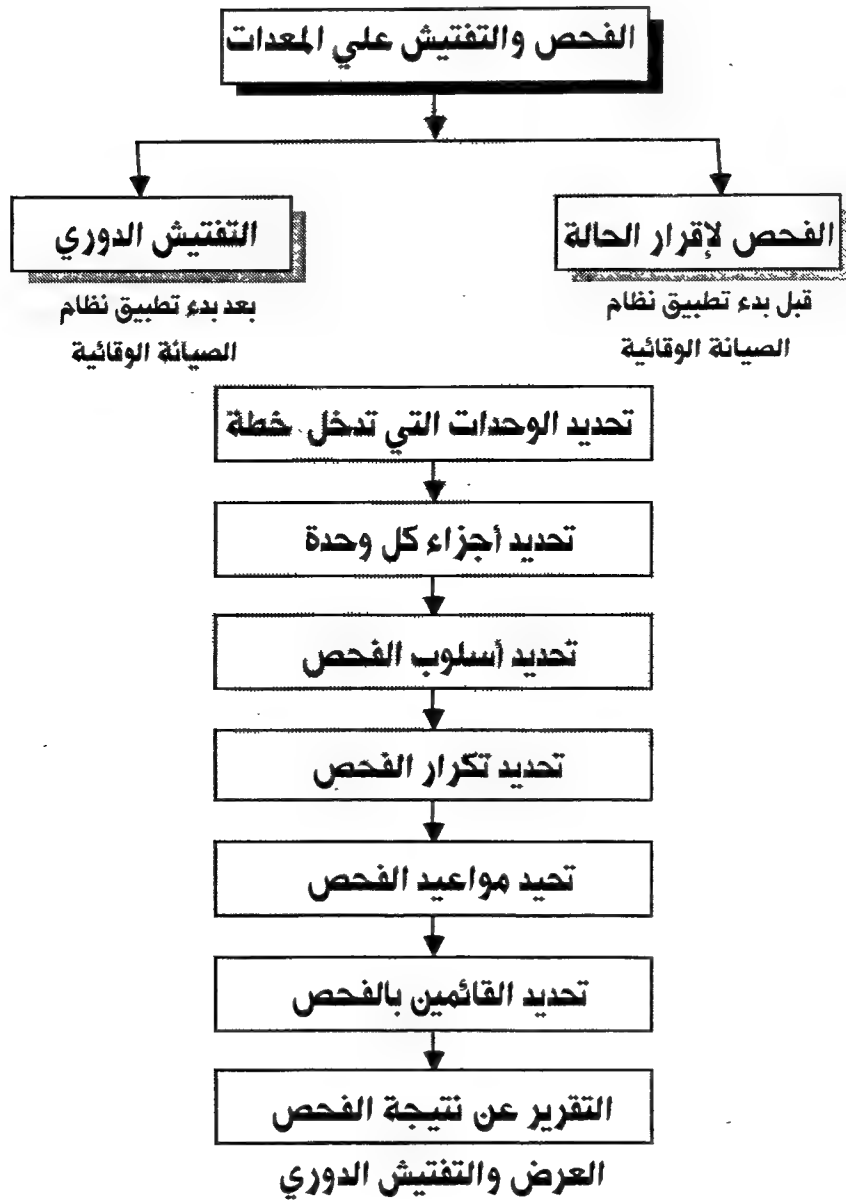 الفحص والتفتيش علي المعدات
الفحص لإقرار الحالة
قبل بدء تطبيق نظام
الصيانة الوقائية
التفتيش الدوري
بعد بدء تطبيق نظام
الصيانة الوقائية
تحديد الوحدات التي تدخل خطة
تحديد أجزاء كل وحدة
تحديد أسلوب الفحص
تحديد تكرار الفحص
تحيد مواعيد الفحص
تحديد القائمين بالفحص
التقرير عن نتيجة الفحص
العرض والتفتيش الدوري